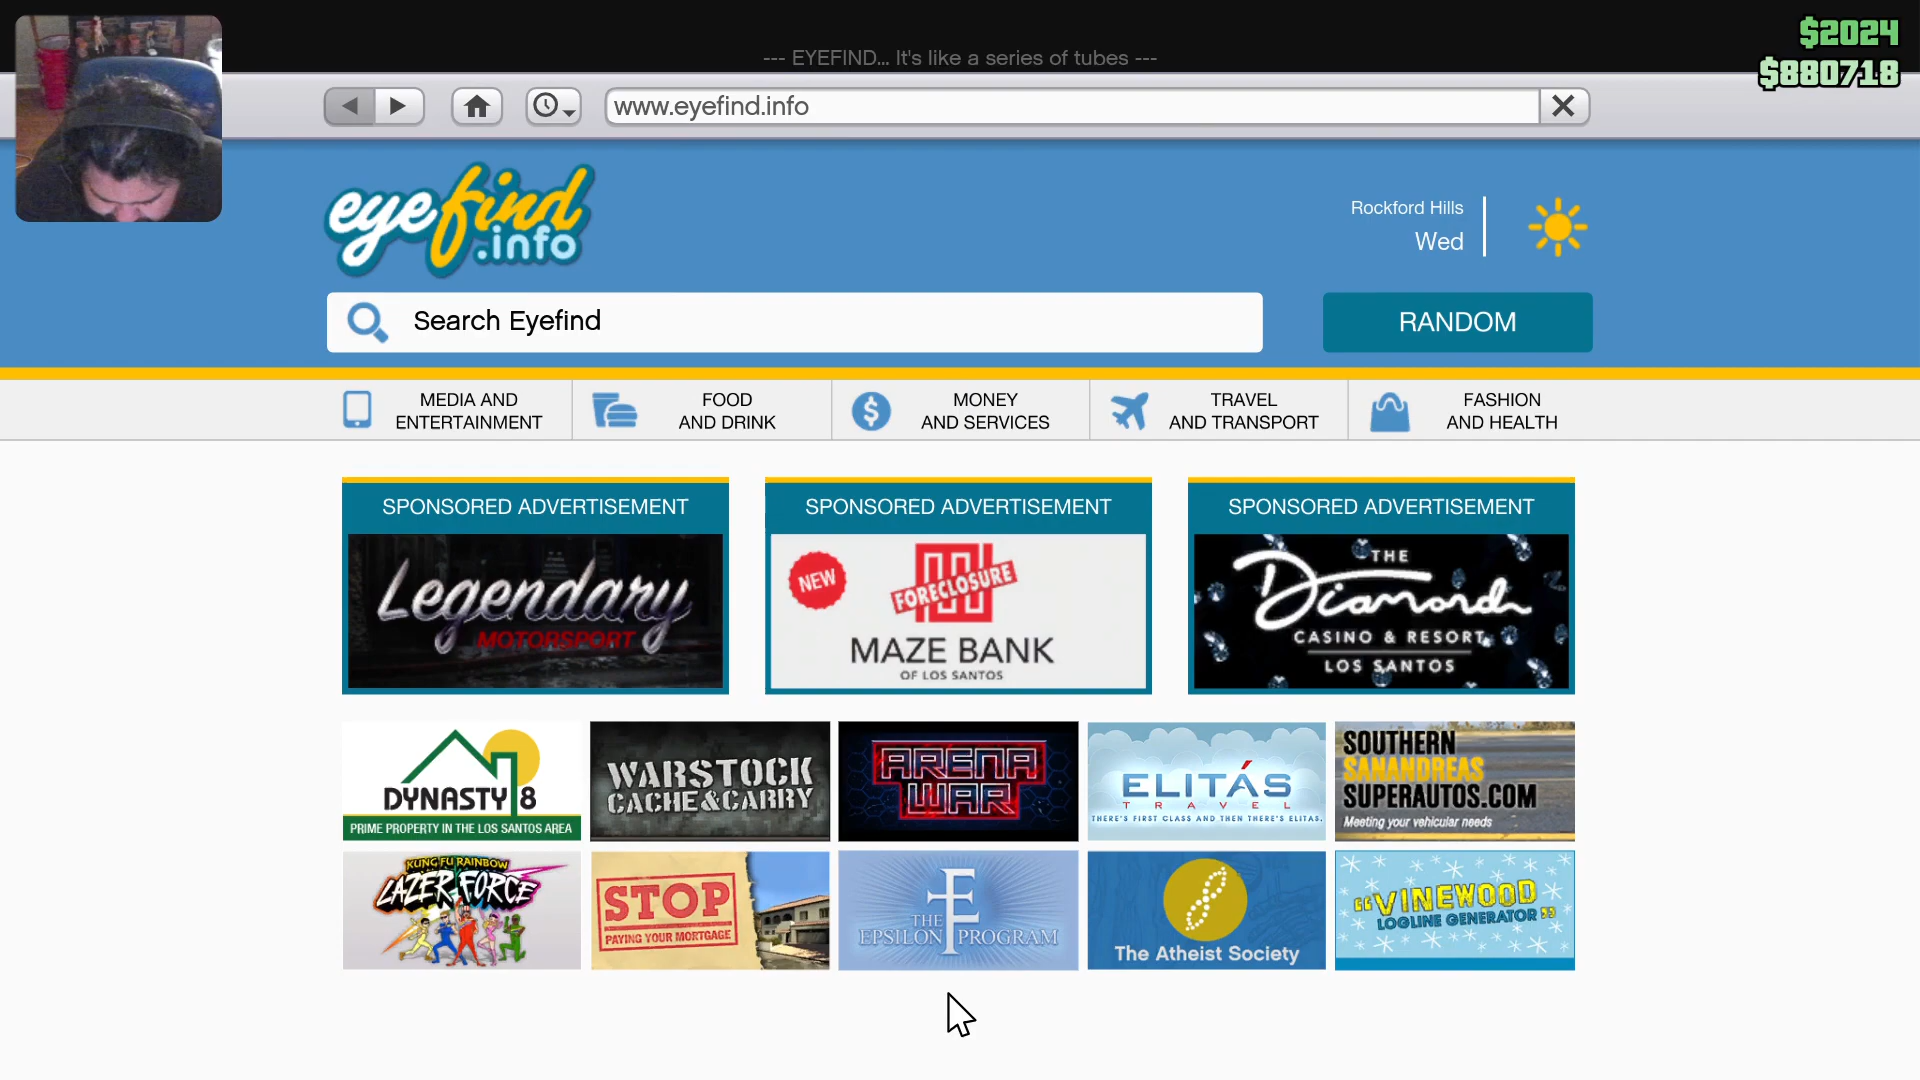 --- EYEFIND... It's like a series of tubes ---
$2024
$880718
www.eyefind.info
eyefind
.info
Rockford Hills
Wed
Search Eyefind
RANDOM
MEDIA AND
ENTERTAINMENT
FOOD
AND DRINK
MONEY
AND SERVICES
TRAVEL
AND TRANSPORT
FASHION
AND HEALTH
SPONSORED ADVERTISEMENT
Legendary
MOTORSPORT
SPONSORED ADVERTISEMENT
NEW
FORECLOSURE
MAZE BANK
OF LOS SANTOS
SPONSORED ADVERTISEMENT
THE
Diamond
CASINO & RESORT
LOS SANTOS
DYNASTY 8
PRIME PROPERTY IN THE LOS SANTOS AREA
WARSTOCK
CACHE&CARRY
ARENA
WAR
ELITÁS
TRAVEL
THERE'S FIRST CLASS AND THEN THERE'S ELITAS.
SOUTHERN
SANANDREAS
SUPERAUTOS.COM
Meeting your vehicular needs
KUNG FU RAINBOW
LAZER FORCE
STOP
PAYING YOUR MORTGAGE
THE
EPSILON PROGRAM
The Atheist Society
"VINEWOOD
LOGLINE GENERATOR"